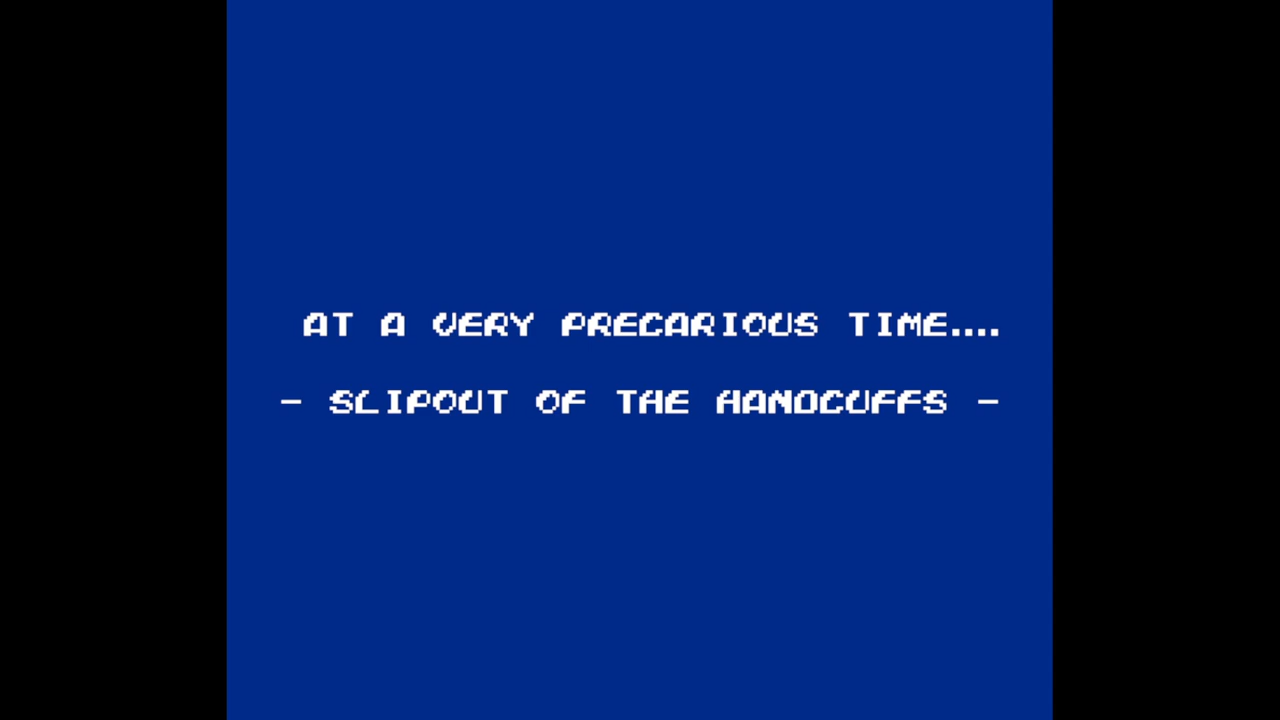 AT A VERY PRECARIOUS TIME....
- SLIPOUT OF THE HANDCUFFS -